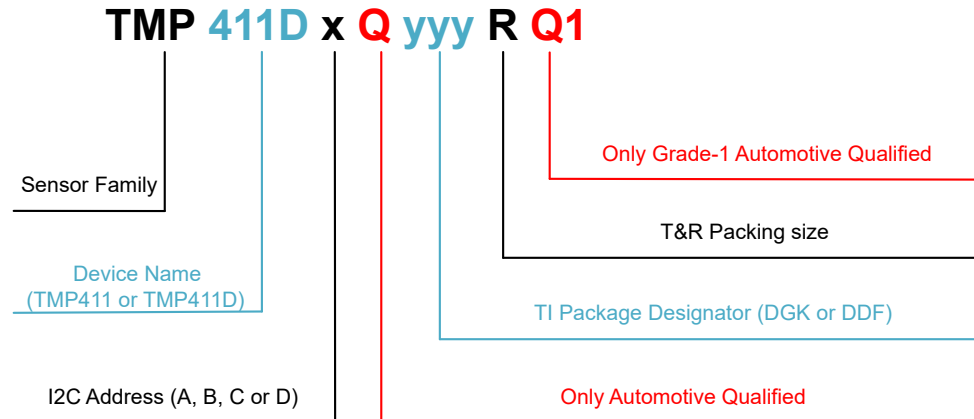 TMP 411D x Q yyy R Q1
Only Grade-1 Automotive Qualified
Sensor Family
T&R Packing size
Device Name
(TMP411 or TMP411D)
TI Package Designator (DGK or DDF)
I2C Address (A, B, C or D)
Only Automotive Qualified